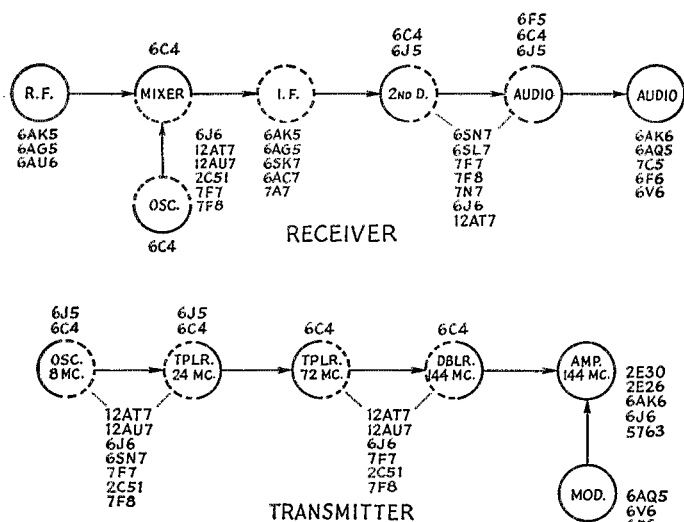 6C4
6C4
6J5
6F5
6C4
6J5
R.F.
MIXER
I.F.
2ND D.
AUDIO
AUDIO
6AK5
6AG5
6AU6
OSC.
6C4
6J6
12AT7
12AU7
2C51
7F7
7F8
6AK5
6AG5
6SK7
6AC7
7A7
6SN7
6SL7
7F7
7F8
7N7
6J6
12AT7
6AK6
6AQ5
7C5
6F6
6V6
RECEIVER
6J5
6C4
6J5
6C4
6C4
6C4
OSC.
8 MC.
TPLR.
24 MC.
TPLR.
72 MC.
DBLR.
144 MC.
AMP.
144 MC.
2E30
2E26
6AK6
6J6
5763
12AT7
12AU7
6J6
6SN7
7F7
2C51
7F8
12AT7
12AU7
6J6
7F7
2C51
7F8
MOD.
6AQ5
6V6
TRANSMITTER